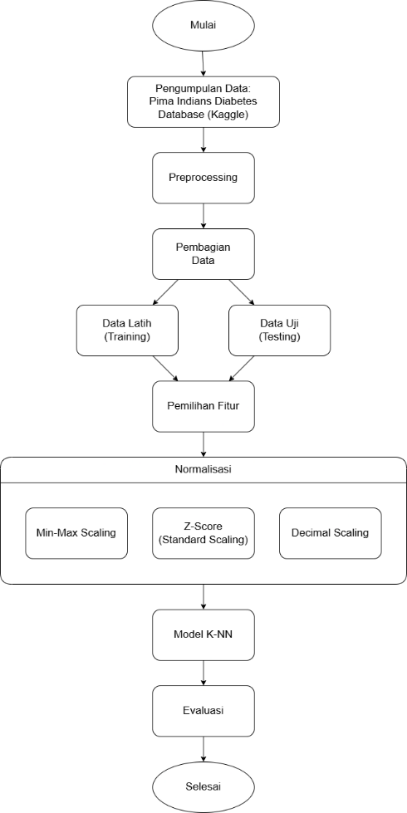 Mulai
Pengumpulan Data:
Pima Indians Diabetes
Database (Kaggle)
Preprocessing
Pembagian
Data
Data Latih
(Training)
Data Uji
(Testing)
Pemilihan Fitur
Normalisasi
Min-Max Scaling
Z-Score
(Standard Scaling)
Decimal Scaling
Model K-NN
Evaluasi
Selesai